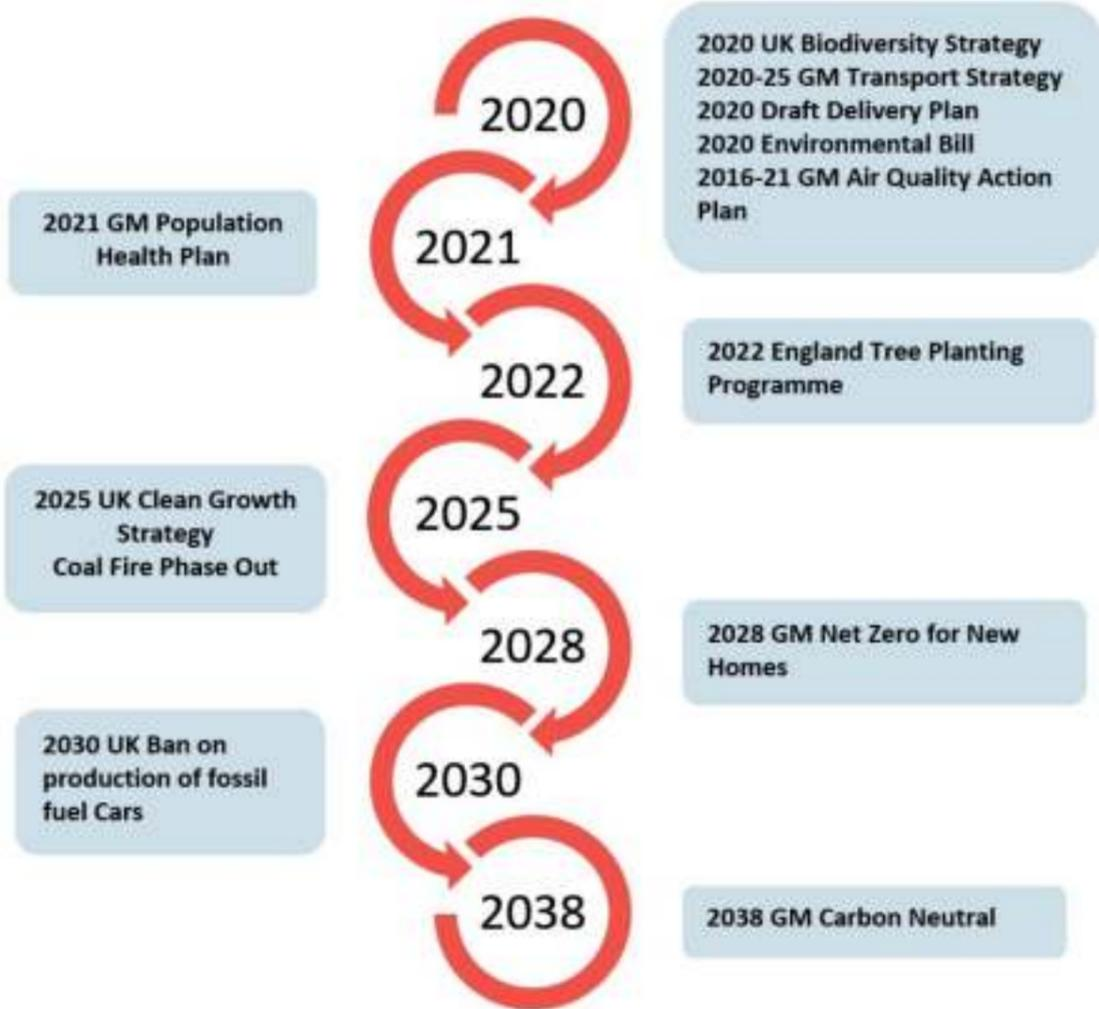 2020
2020 UK Biodiversity Strategy
2020-25 GM Transport Strategy
2020 Draft Delivery Plan
2020 Environmental Bill
2016-21 GM Air Quality Action
Plan
2021 GM Population
Health Plan
2021
2022
2022 England Tree Planting
Programme
2025 UK Clean Growth
Strategy
Coal Fire Phase Out
2025
2028
2028 GM Net Zero for New
Homes
2030 UK Ban on
production of fossil
fuel Cars
2030
2038
2038 GM Carbon Neutral